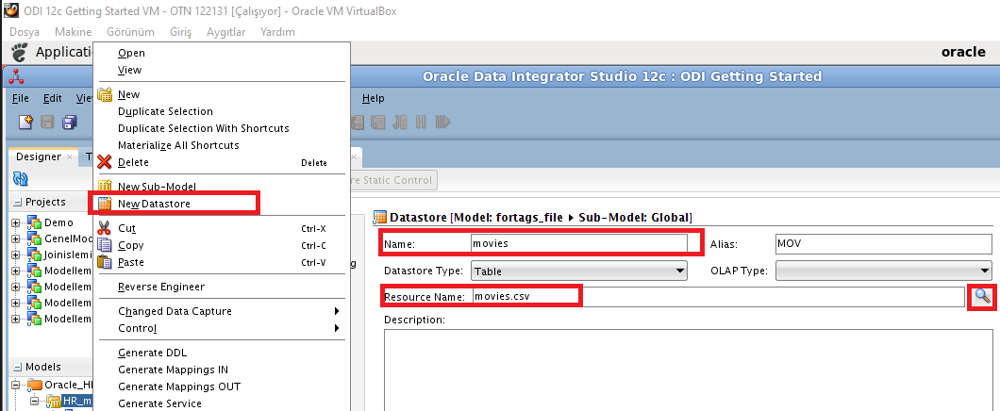 ODI 12c Getting Started VM - OTN 122131 [Çalışıyor] - Oracle VM VirtualBox
Dosya Makine Görünüm Giriş Aygıtlar Yardım
oracle
Oracle Data Integrator Studio 12c : ODI Getting Started
File Edit Help
Designer
re Static Control
Projects
Demo
GenelMod
Joinislemi
Modellem
Modellem
Modellem
Modellem
Models
Oracle_H
HR_m
Open
View
New
Duplicate Selection
Duplicate Selection With Shortcuts
Materialize All Shortcuts
Delete Delete
New Sub-Model
New Datastore
Cut Ctrl-X
Copy Ctrl-C
Paste Ctrl-V
Reverse Engineer
Changed Data Capture
Control
Generate DDL
Generate Mappings IN
Generate Mappings OUT
Generate Service
Datastore [Model: fortags_file Sub-Model: Global]
Name: movies Alias: MOV
Datastore Type: Table OLAP Type:
Resource Name: movies.csv
Description: